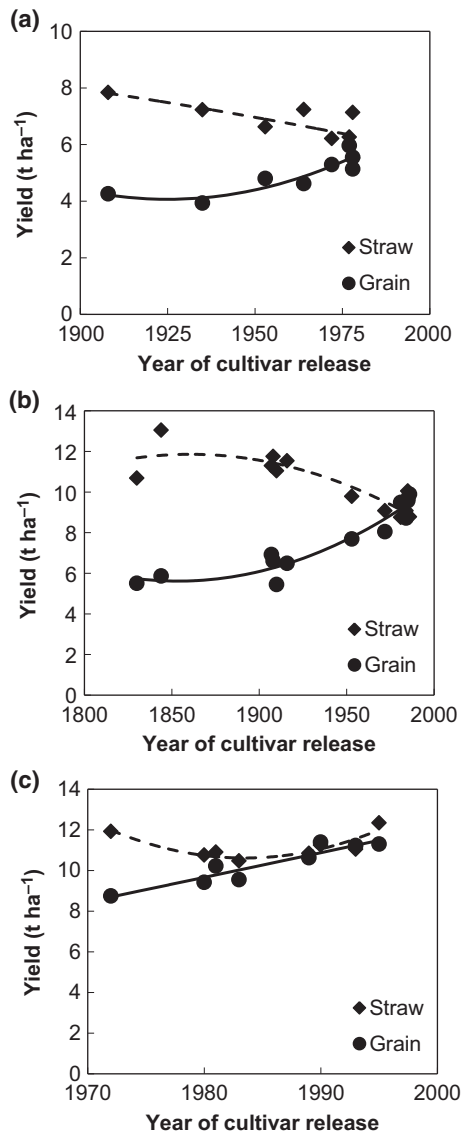 (a)
10
8
6
4
2
0
Yield (t ha⁻¹)
Straw
Grain
1900 1925 1950 1975 2000
Year of cultivar release
(b)
14
12
10
8
6
4
2
0
Yield (t ha⁻¹)
Straw
Grain
1800 1850 1900 1950 2000
Year of cultivar release
(c)
14
12
10
8
6
4
2
0
Yield (t ha⁻¹)
Straw
Grain
1970 1980 1990 2000
Year of cultivar release